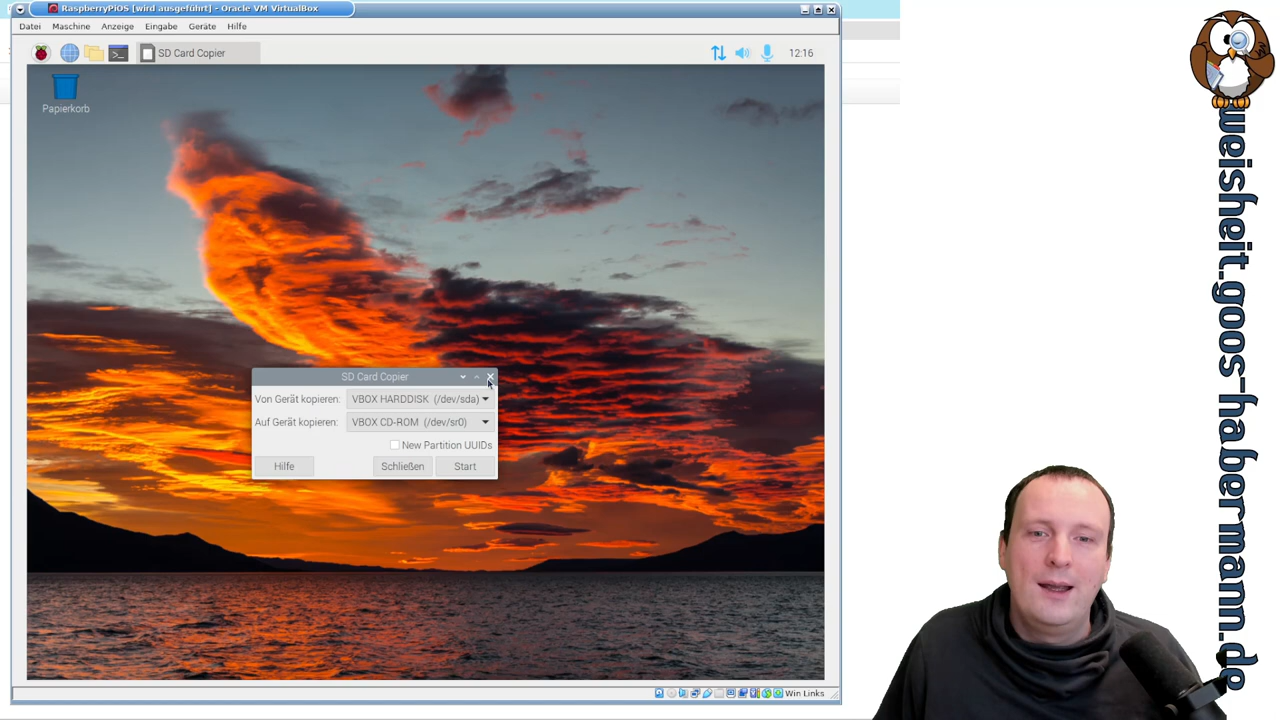 RaspberryPiOS [wird ausgeführt] - Oracle VM VirtualBox
Datei Maschine Anzeige Eingabe Geräte Hilfe
SD Card Copier
12:16
Papierkorb
SD Card Copier
Von Gerät kopieren: VBOX HARDDISK (/dev/sda)
Auf Gerät kopieren: VBOX CD-ROM (/dev/sr0)
New Partition UUIDs
Hilfe Schließen Start
Win Links
weisheit.goos-habermann.de